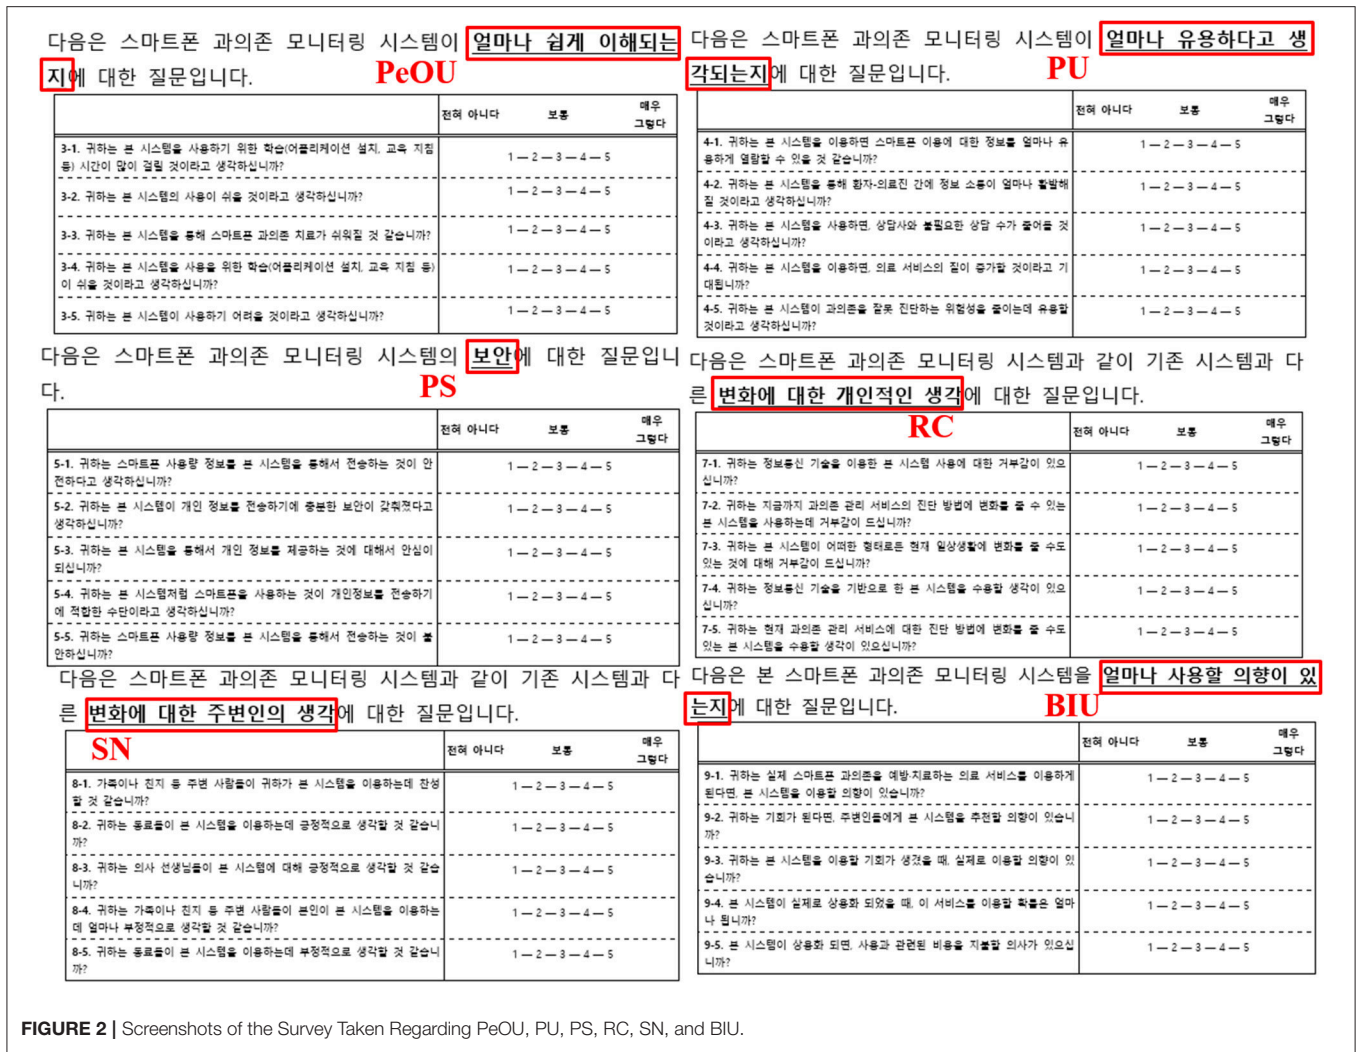 다음은 스마트폰 과의존 모니터링 시스템이 얼마나 쉽게 이해되는
지에 대한 질문입니다.
PeOU
전혀 아니다 보통 매우 그렇다
3-1. 귀하는 본 시스템을 사용하기 위한 학습(어플리케이션 설치, 교육 지침
등) 시간이 많이 걸릴 것이라고 생각하십니까?
1 — 2 — 3 — 4 — 5
3-2. 귀하는 본 시스템의 사용이 쉬울 것이라고 생각하십니까?
1 — 2 — 3 — 4 — 5
3-3. 귀하는 본 시스템을 통해 스마트폰 과의존 치료가 쉬워질 것 같습니까?
1 — 2 — 3 — 4 — 5
3-4. 귀하는 본 시스템을 사용을 위한 학습(어플리케이션 설치, 교육 지침 등)
이 쉬울 것이라고 생각하십니까?
1 — 2 — 3 — 4 — 5
3-5. 귀하는 본 시스템이 사용하기 어려울 것이라고 생각하십니까?
1 — 2 — 3 — 4 — 5
다음은 스마트폰 과의존 모니터링 시스템이 얼마나 유용하다고 생
각되는지에 대한 질문입니다.
PU
전혀 아니다 보통 매우 그렇다
4-1. 귀하는 본 시스템을 이용하면 스마트폰 이용에 대한 정보를 얼마나 유
용하게 열람할 수 있을 것 같습니까?
1 — 2 — 3 — 4 — 5
4-2. 귀하는 본 시스템을 통해 환자-의료진 간에 정보 소통이 얼마나 활발해
질 것이라고 생각하십니까?
1 — 2 — 3 — 4 — 5
4-3. 귀하는 본 시스템을 사용하면, 상담사와 불필요한 상담 수가 줄어들 것
이라고 생각하십니까?
1 — 2 — 3 — 4 — 5
4-4. 귀하는 본 시스템을 이용하면, 의료 서비스의 질이 증가할 것이라고 기
대됩니까?
1 — 2 — 3 — 4 — 5
4-5. 귀하는 본 시스템이 과의존을 잘못 진단하는 위험성을 줄이는데 유용할
것이라고 생각하십니까?
1 — 2 — 3 — 4 — 5
다음은 스마트폰 과의존 모니터링 시스템의 보안에 대한 질문입니
다.
PS
전혀 아니다 보통 매우 그렇다
5-1. 귀하는 스마트폰 사용량 정보를 본 시스템을 통해서 전송하는 것이 안
전하다고 생각하십니까?
1 — 2 — 3 — 4 — 5
5-2. 귀하는 본 시스템이 개인 정보를 전송하기에 충분한 보안이 갖춰졌다고
생각하십니까?
1 — 2 — 3 — 4 — 5
5-3. 귀하는 본 시스템을 통해서 개인 정보를 제공하는 것에 대해서 안심이
되십니까?
1 — 2 — 3 — 4 — 5
5-4. 귀하는 본 시스템저럼 스마트폰을 사용하는 것이 개인정보를 전송하기
에 적합한 수단이라고 생각하십니까?
1 — 2 — 3 — 4 — 5
5-5. 귀하는 스마트폰 사용량 정보를 본 시스템을 통해서 전송하는 것이 불
안하십니까?
1 — 2 — 3 — 4 — 5
다음은 스마트폰 과의존 모니터링 시스템과 같이 기존 시스템과 다
른 변화에 대한 개인적인 생각에 대한 질문입니다.
RC
전혀 아니다 보통 매우 그렇다
7-1. 귀하는 정보통신 기술을 이용한 본 시스템 사용에 대한 거부감이 있으
십니까?
1 — 2 — 3 — 4 — 5
7-2. 귀하는 지금까지 과의존 관리 서비스의 진단 방법에 변화를 줄 수 있는
본 시스템을 사용하는데 거부감이 드십니까?
1 — 2 — 3 — 4 — 5
7-3. 귀하는 본 시스템이 어떠한 형태로든 현재 일상생활에 변화를 줄 수도
있는 것에 대해 거부감이 드십니까?
1 — 2 — 3 — 4 — 5
7-4. 귀하는 정보통신 기술을 기반으로 한 본 시스템을 수용할 생각이 있으
십니까?
1 — 2 — 3 — 4 — 5
7-5. 귀하는 현재 과의존 관리 서비스에 대한 진단 방법에 변화를 줄 수도
있는 본 시스템을 수용할 생각이 있으십니까?
1 — 2 — 3 — 4 — 5
다음은 스마트폰 과의존 모니터링 시스템과 같이 기존 시스템과 다
른 변화에 대한 주변인의 생각에 대한 질문입니다.
SN
전혀 아니다 보통 매우 그렇다
8-1. 가족이나 친지 등 주변 사람들이 귀하가 본 시스템을 이용하는데 찬성
할 것 같습니까?
1 — 2 — 3 — 4 — 5
8-2. 귀하는 동료들이 본 시스템을 이용하는데 긍정적으로 생각할 것 같습니
까?
1 — 2 — 3 — 4 — 5
8-3. 귀하는 의사 선생님들이 본 시스템에 대해 긍정적으로 생각할 것 같습
니까?
1 — 2 — 3 — 4 — 5
8-4. 귀하는 가족이나 친지 등 주변 사람들이 본인이 본 시스템을 이용하는
데 얼마나 부정적으로 생각할 것 같습니까?
1 — 2 — 3 — 4 — 5
8-5. 귀하는 동료들이 본 시스템을 이용하는데 부정적으로 생각할 것 같습니
까?
1 — 2 — 3 — 4 — 5
다음은 본 스마트폰 과의존 모니터링 시스템을 얼마나 사용할 의향이 있
는지에 대한 질문입니다.
BIU
전혀 아니다 보통 매우 그렇다
9-1. 귀하는 실제 스마트폰 과의존을 예방·치료하는 의료 서비스를 이용하게
된다면, 본 시스템을 이용할 의향이 있습니까?
1 — 2 — 3 — 4 — 5
9-2. 귀하는 기회가 된다면, 주변인들에게 본 시스템을 추천할 의향이 있습니
까?
1 — 2 — 3 — 4 — 5
9-3. 귀하는 본 시스템을 이용할 기회가 생겼을 때, 실제로 이용할 의향이 있
습니까?
1 — 2 — 3 — 4 — 5
9-4. 본 시스템이 실제로 상용화 되었을 때, 이 서비스를 이용할 확률은 얼마
나 됩니까?
1 — 2 — 3 — 4 — 5
9-5. 본 시스템이 상용화 되면, 사용과 관련된 비용을 지불할 의사가 있으십
니까?
1 — 2 — 3 — 4 — 5
FIGURE 2 | Screenshots of the Survey Taken Regarding PeOU, PU, PS, RC, SN, and BIU.